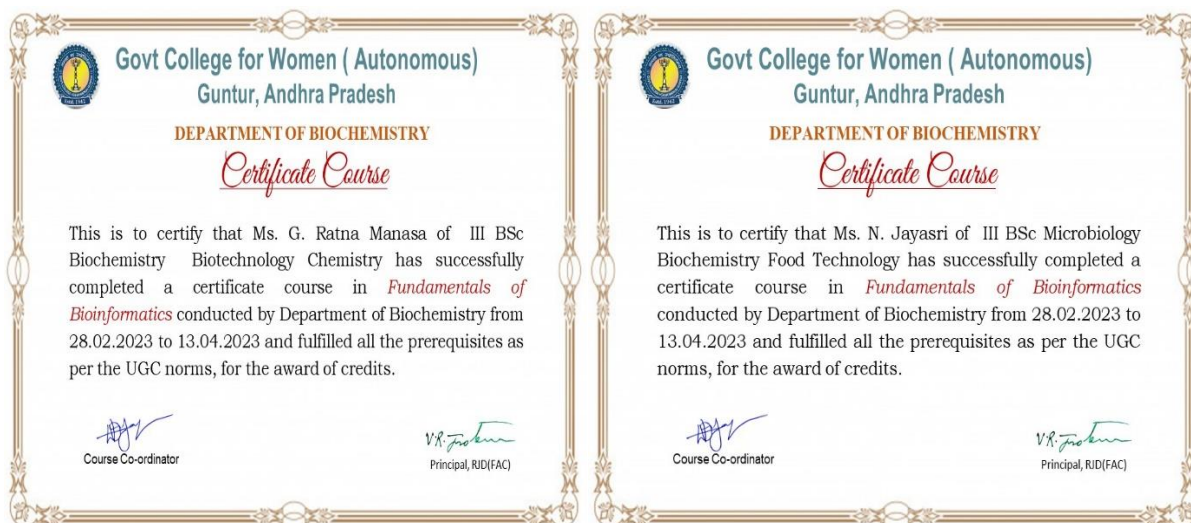 Govt College for Women ( Autonomous)
Guntur, Andhra Pradesh
DEPARTMENT OF BIOCHEMISTRY
Certificate Course
This is to certify that Ms. G. Ratna Manasa of III BSc
Biochemistry Biotechnology Chemistry has successfully
completed a certificate course in Fundamentals of
Bioinformatics conducted by Department of Biochemistry from
28.02.2023 to 13.04.2023 and fulfilled all the prerequisites as
per the UGC norms, for the award of credits.
Course Co-ordinator
Principal, RJD(FAC)
Govt College for Women ( Autonomous)
Guntur, Andhra Pradesh
DEPARTMENT OF BIOCHEMISTRY
Certificate Course
This is to certify that Ms. N. Jayasri of III BSc Microbiology
Biochemistry Food Technology has successfully completed a
certificate course in Fundamentals of Bioinformatics
conducted by Department of Biochemistry from 28.02.2023 to
13.04.2023 and fulfilled all the prerequisites as per the UGC
norms, for the award of credits.
Course Co-ordinator
Principal, RJD(FAC)